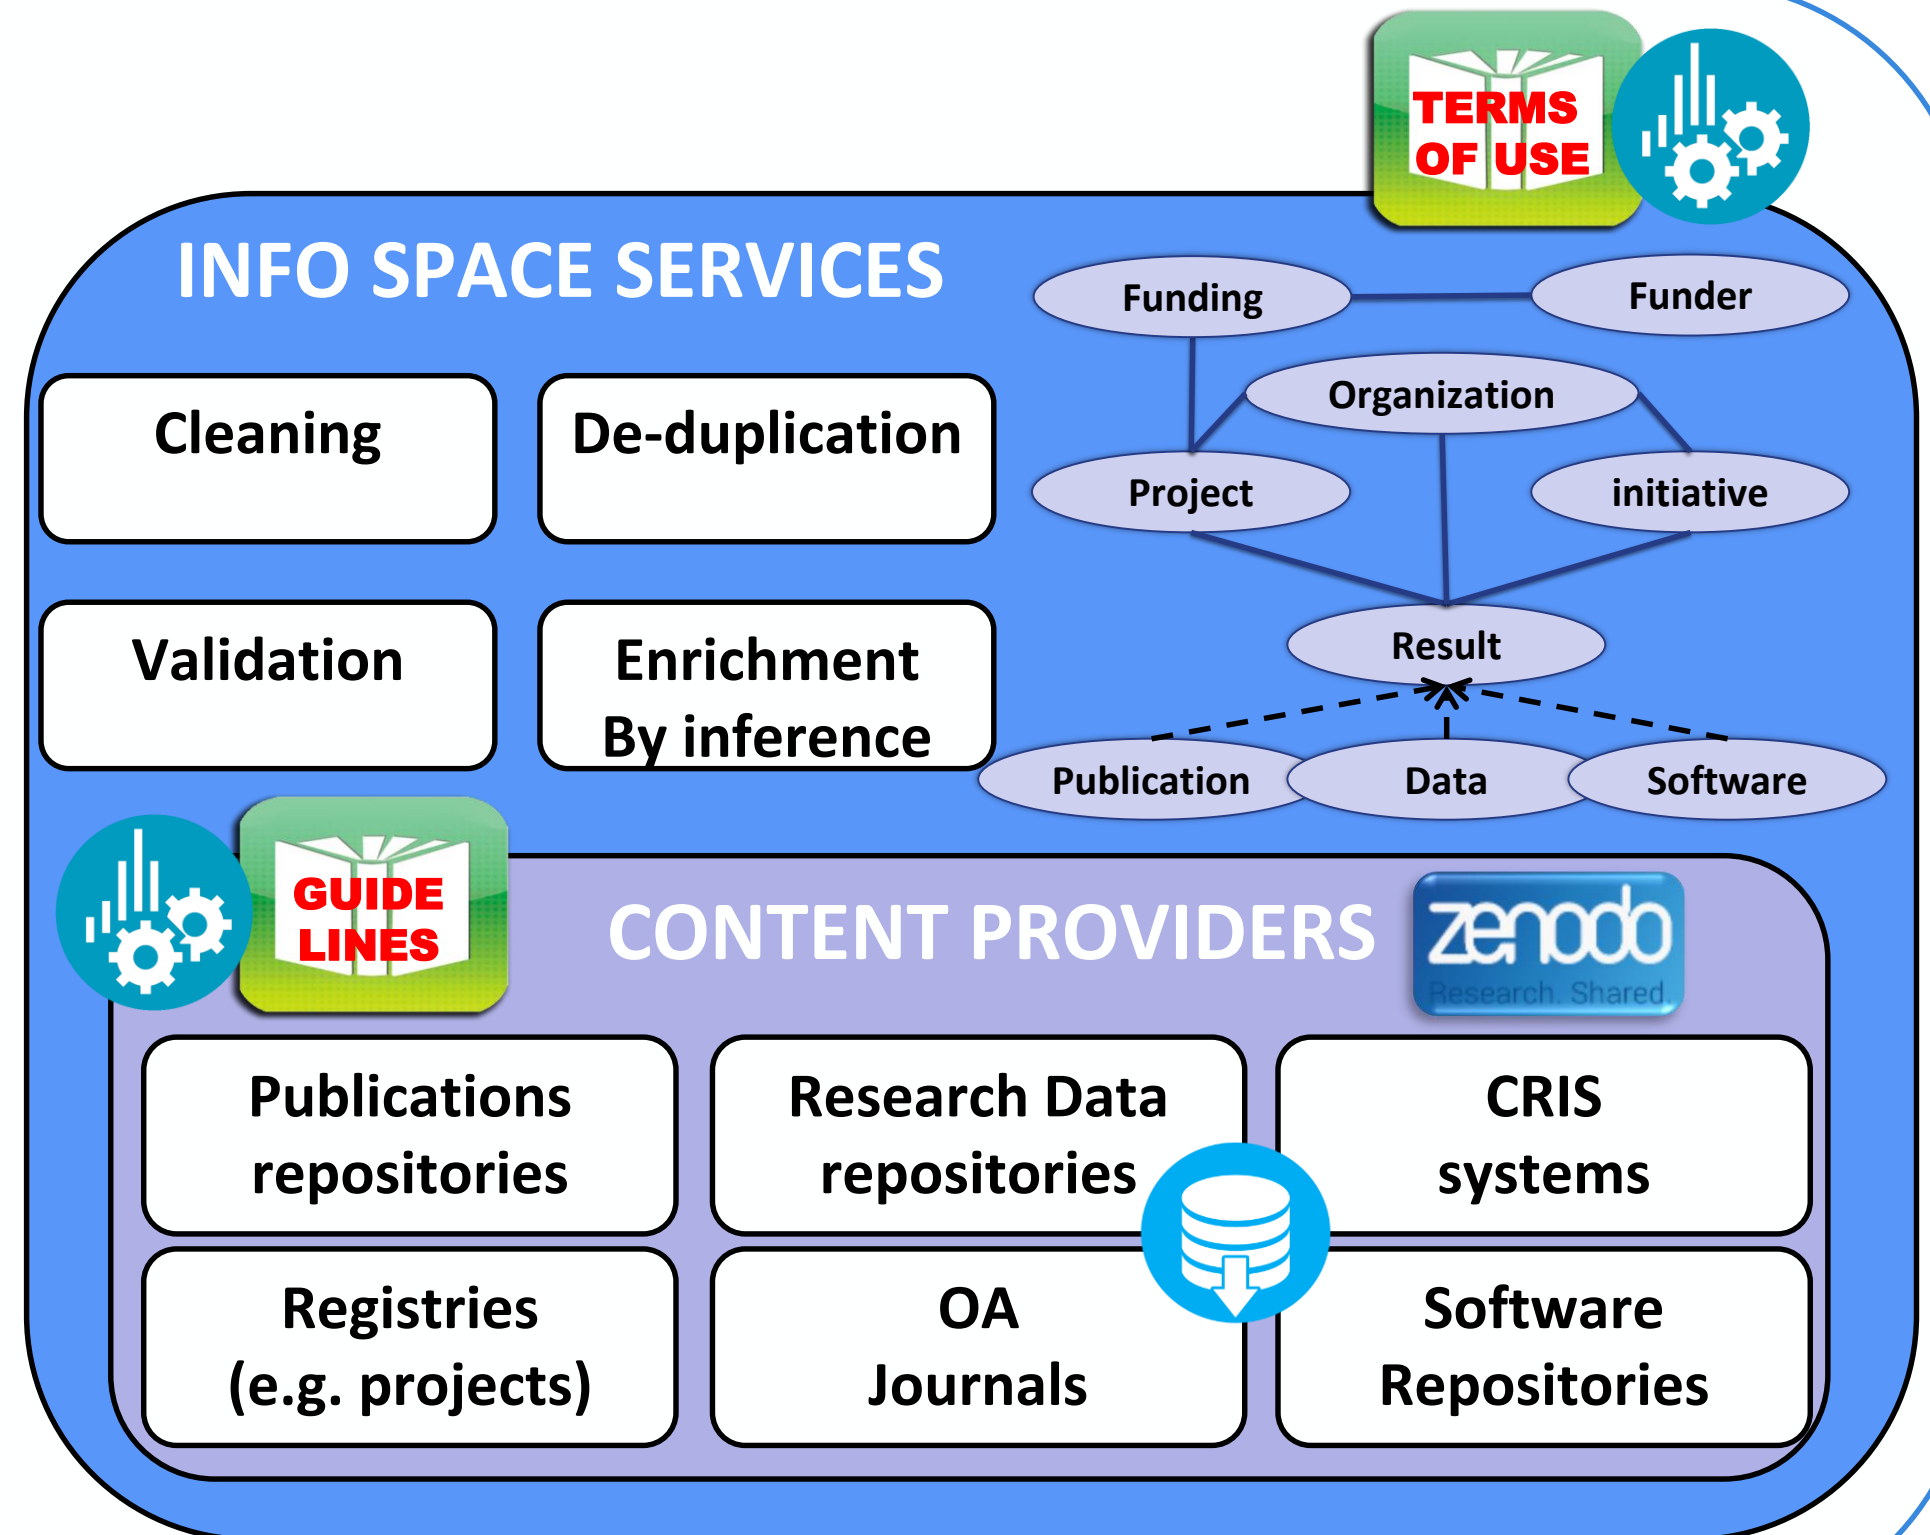 TERMS
OF USE
INFO SPACE SERVICES
Funding
Funder
Organization
Cleaning
De-duplication
Project
initiative
Validation
Enrichment
By inference
Result
Publication
Data
Software
GUIDE
LINES
CONTENT PROVIDERS
zenodo
Research. Shared.
Publications
repositories
Research Data
repositories
CRIS
systems
Registries
(e.g. projects)
OA
Journals
Software
Repositories